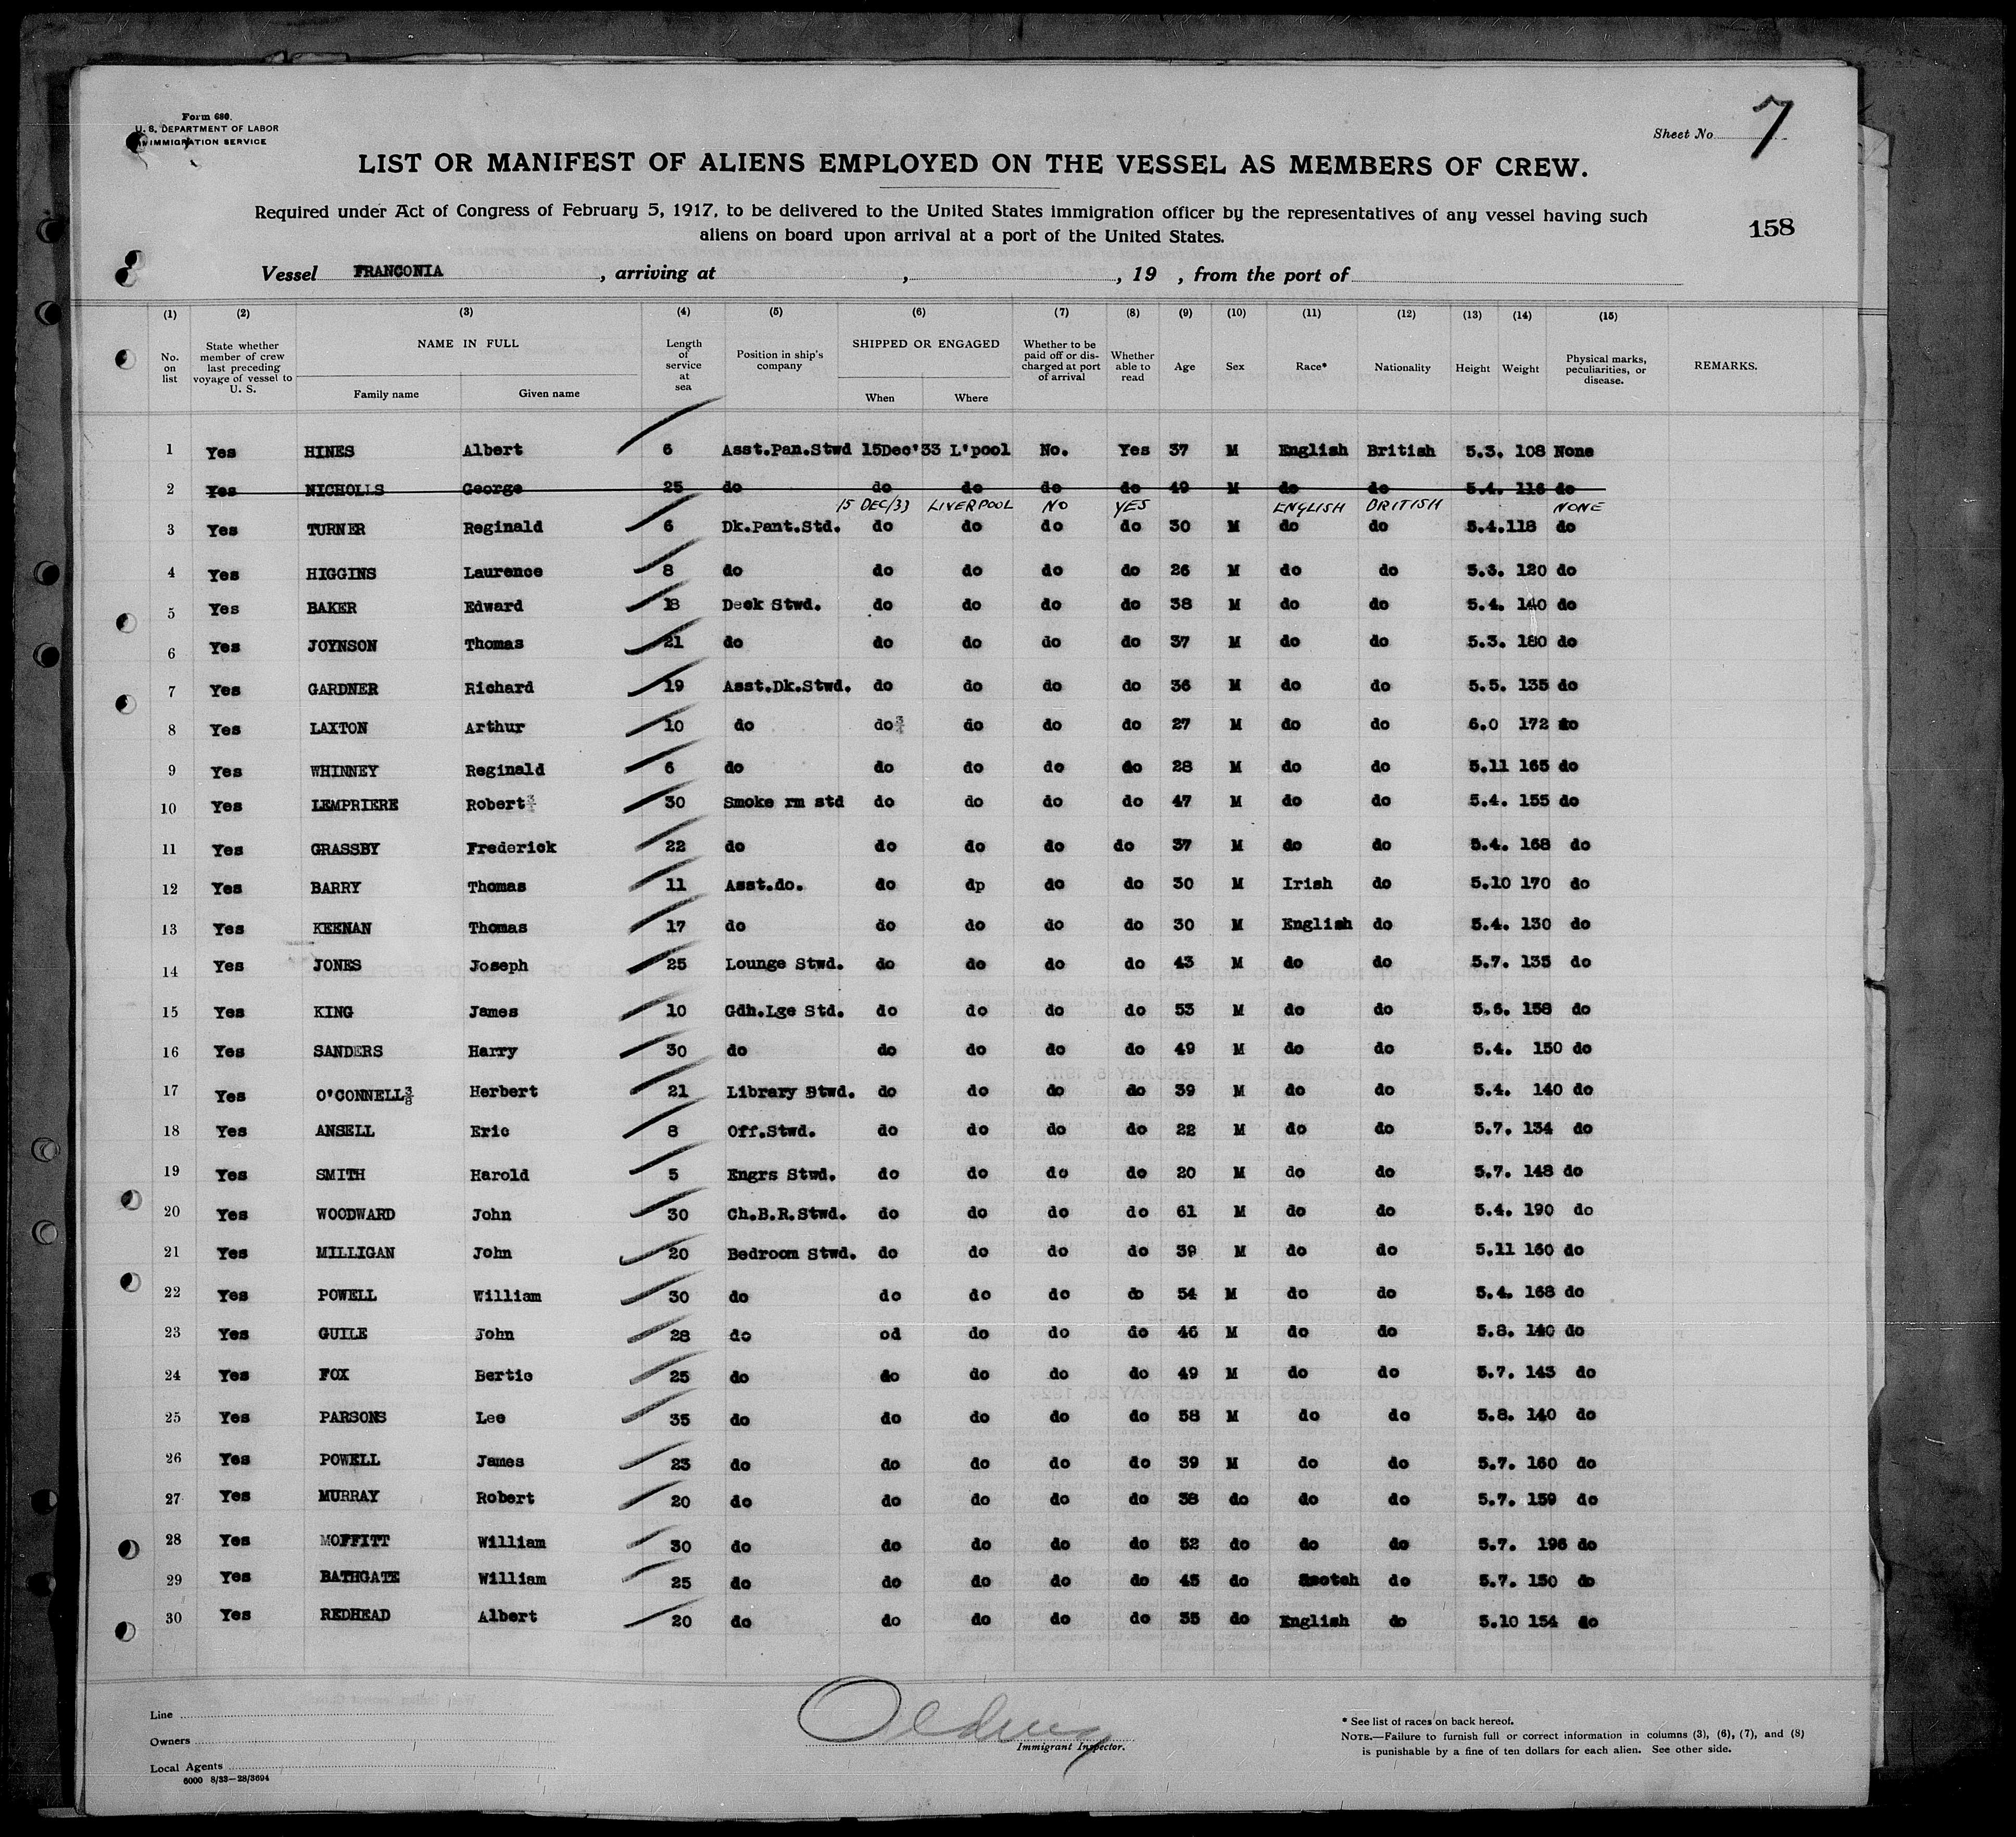 Form 680.
U. S. DEPARTMENT OF LABOR
IMMIGRATION SERVICE
Sheet No. 7
LIST OR MANIFEST OF ALIENS EMPLOYED ON THE VESSEL AS MEMBERS OF CREW.
Required under Act of Congress of February 5, 1917, to be delivered to the United States immigration officer by the representatives of any vessel having such
aliens on board upon arrival at a port of the United States.
158
Vessel FRANCONIA, arriving at , , 19 , from the port of
(1) (2) (3) (4) (5) (6) (7) (8) (9) (10) (11) (12) (13) (14) (15)
No. on list State whether member of crew last preceding voyage of vessel to U. S. NAME IN FULL Family name Given name Length of service at sea Position in ship's company SHIPPED OR ENGAGED When Where Whether to be paid off or discharged at port of arrival Whether able to read Age Sex Race* Nationality Height Weight Physical marks, peculiarities, or disease. REMARKS.
1 Yes HINES Albert 6 Asst.Pan.Stwd 15Dec'33 L'pool No. Yes 37 M English British 5.3. 108 None
2 Yes NICHOLLS George 25 do do do do do 49 M do do 5.4. 116 do
15 DEC/33 LIVERPOOL NO YES ENGLISH BRITISH NONE
3 Yes TURNER Reginald 6 Dk.Pant.Std. do do do do 30 M do do 5.4. 118 do
4 Yes HIGGINS Laurence 8 do do do do do 26 M do do 5.3. 120 do
5 Yes BAKER Edward 18 Deck Stwd. do do do do 38 M do do 5.4. 140 do
6 Yes JOYNSON Thomas 21 do do do do do 37 M do do 5.3. 180 do
7 Yes GARDNER Richard 19 Asst.Dk.Stwd. do do do do 36 M do do 5.5. 135 do
8 Yes LAXTON Arthur 10 do do do do do 27 M do do 6.0 172 do
9 Yes WHINNEY Reginald 6 do do do do do 28 M do do 5.11 165 do
10 Yes LEMPRIERE Robert 30 Smoke rm std do do do do 47 M do do 5.4. 155 do
11 Yes GRASSBY Frederick 22 do do do do do 37 M do do 5.4. 168 do
12 Yes BARRY Thomas 11 Asst.do. do dp do do 30 M Irish do 5.10 170 do
13 Yes KEENAN Thomas 17 do do do do do 30 M English do 5.4. 130 do
14 Yes JONES Joseph 25 Lounge Stwd. do do do do 43 M do do 5.7. 135 do
15 Yes KING James 10 Gdn.Lge Std. do do do do 53 M do do 5.6. 158 do
16 Yes SANDERS Harry 30 do do do do do 49 M do do 5.4. 150 do
17 Yes O'CONNELL⅜ Herbert 21 Library Stwd. do do do do 39 M do do 5.4. 140 do
18 Yes ANSELL Eric 8 Off.Stwd. do do do do 22 M do do 5.7. 134 do
19 Yes SMITH Harold 5 Engrs Stwd. do do do do 20 M do do 5.7. 148 do
20 Yes WOODWARD John 30 Ch.B.R.Stwd. do do do do 61 M do do 5.4. 190 do
21 Yes MILLIGAN John 20 Bedroom Stwd. do do do do 39 M do do 5.11 160 do
22 Yes POWELL William 30 do do do do do 54 M do do 5.4. 168 do
23 Yes GUILE John 28 do od do do do 46 M do do 5.8. 140 do
24 Yes FOX Bertie 25 do do do do do 49 M do do 5.7. 143 do
25 Yes PARSONS Lee 35 do do do do do 58 M do do 5.8. 140 do
26 Yes POWELL James 23 do do do do do 39 M do do 5.7. 160 do
27 Yes MURRAY Robert 20 do do do do do 38 do do do 5.7. 159 do
28 Yes MOFFITT William 30 do do do do do 52 do do do 5.7. 196 do
29 Yes BATHGATE William 25 do do do do do 45 do Scotch do 5.7. 150 do
30 Yes REDHEAD Albert 20 do do do do do 35 do English do 5.10 154 do
Line
Owners
Local Agents
6000 8/33—28/3694
Immigrant Inspector.
* See list of races on back hereof.
NOTE.—Failure to furnish full or correct information in columns (3), (6), (7), and (8)
is punishable by a fine of ten dollars for each alien. See other side.